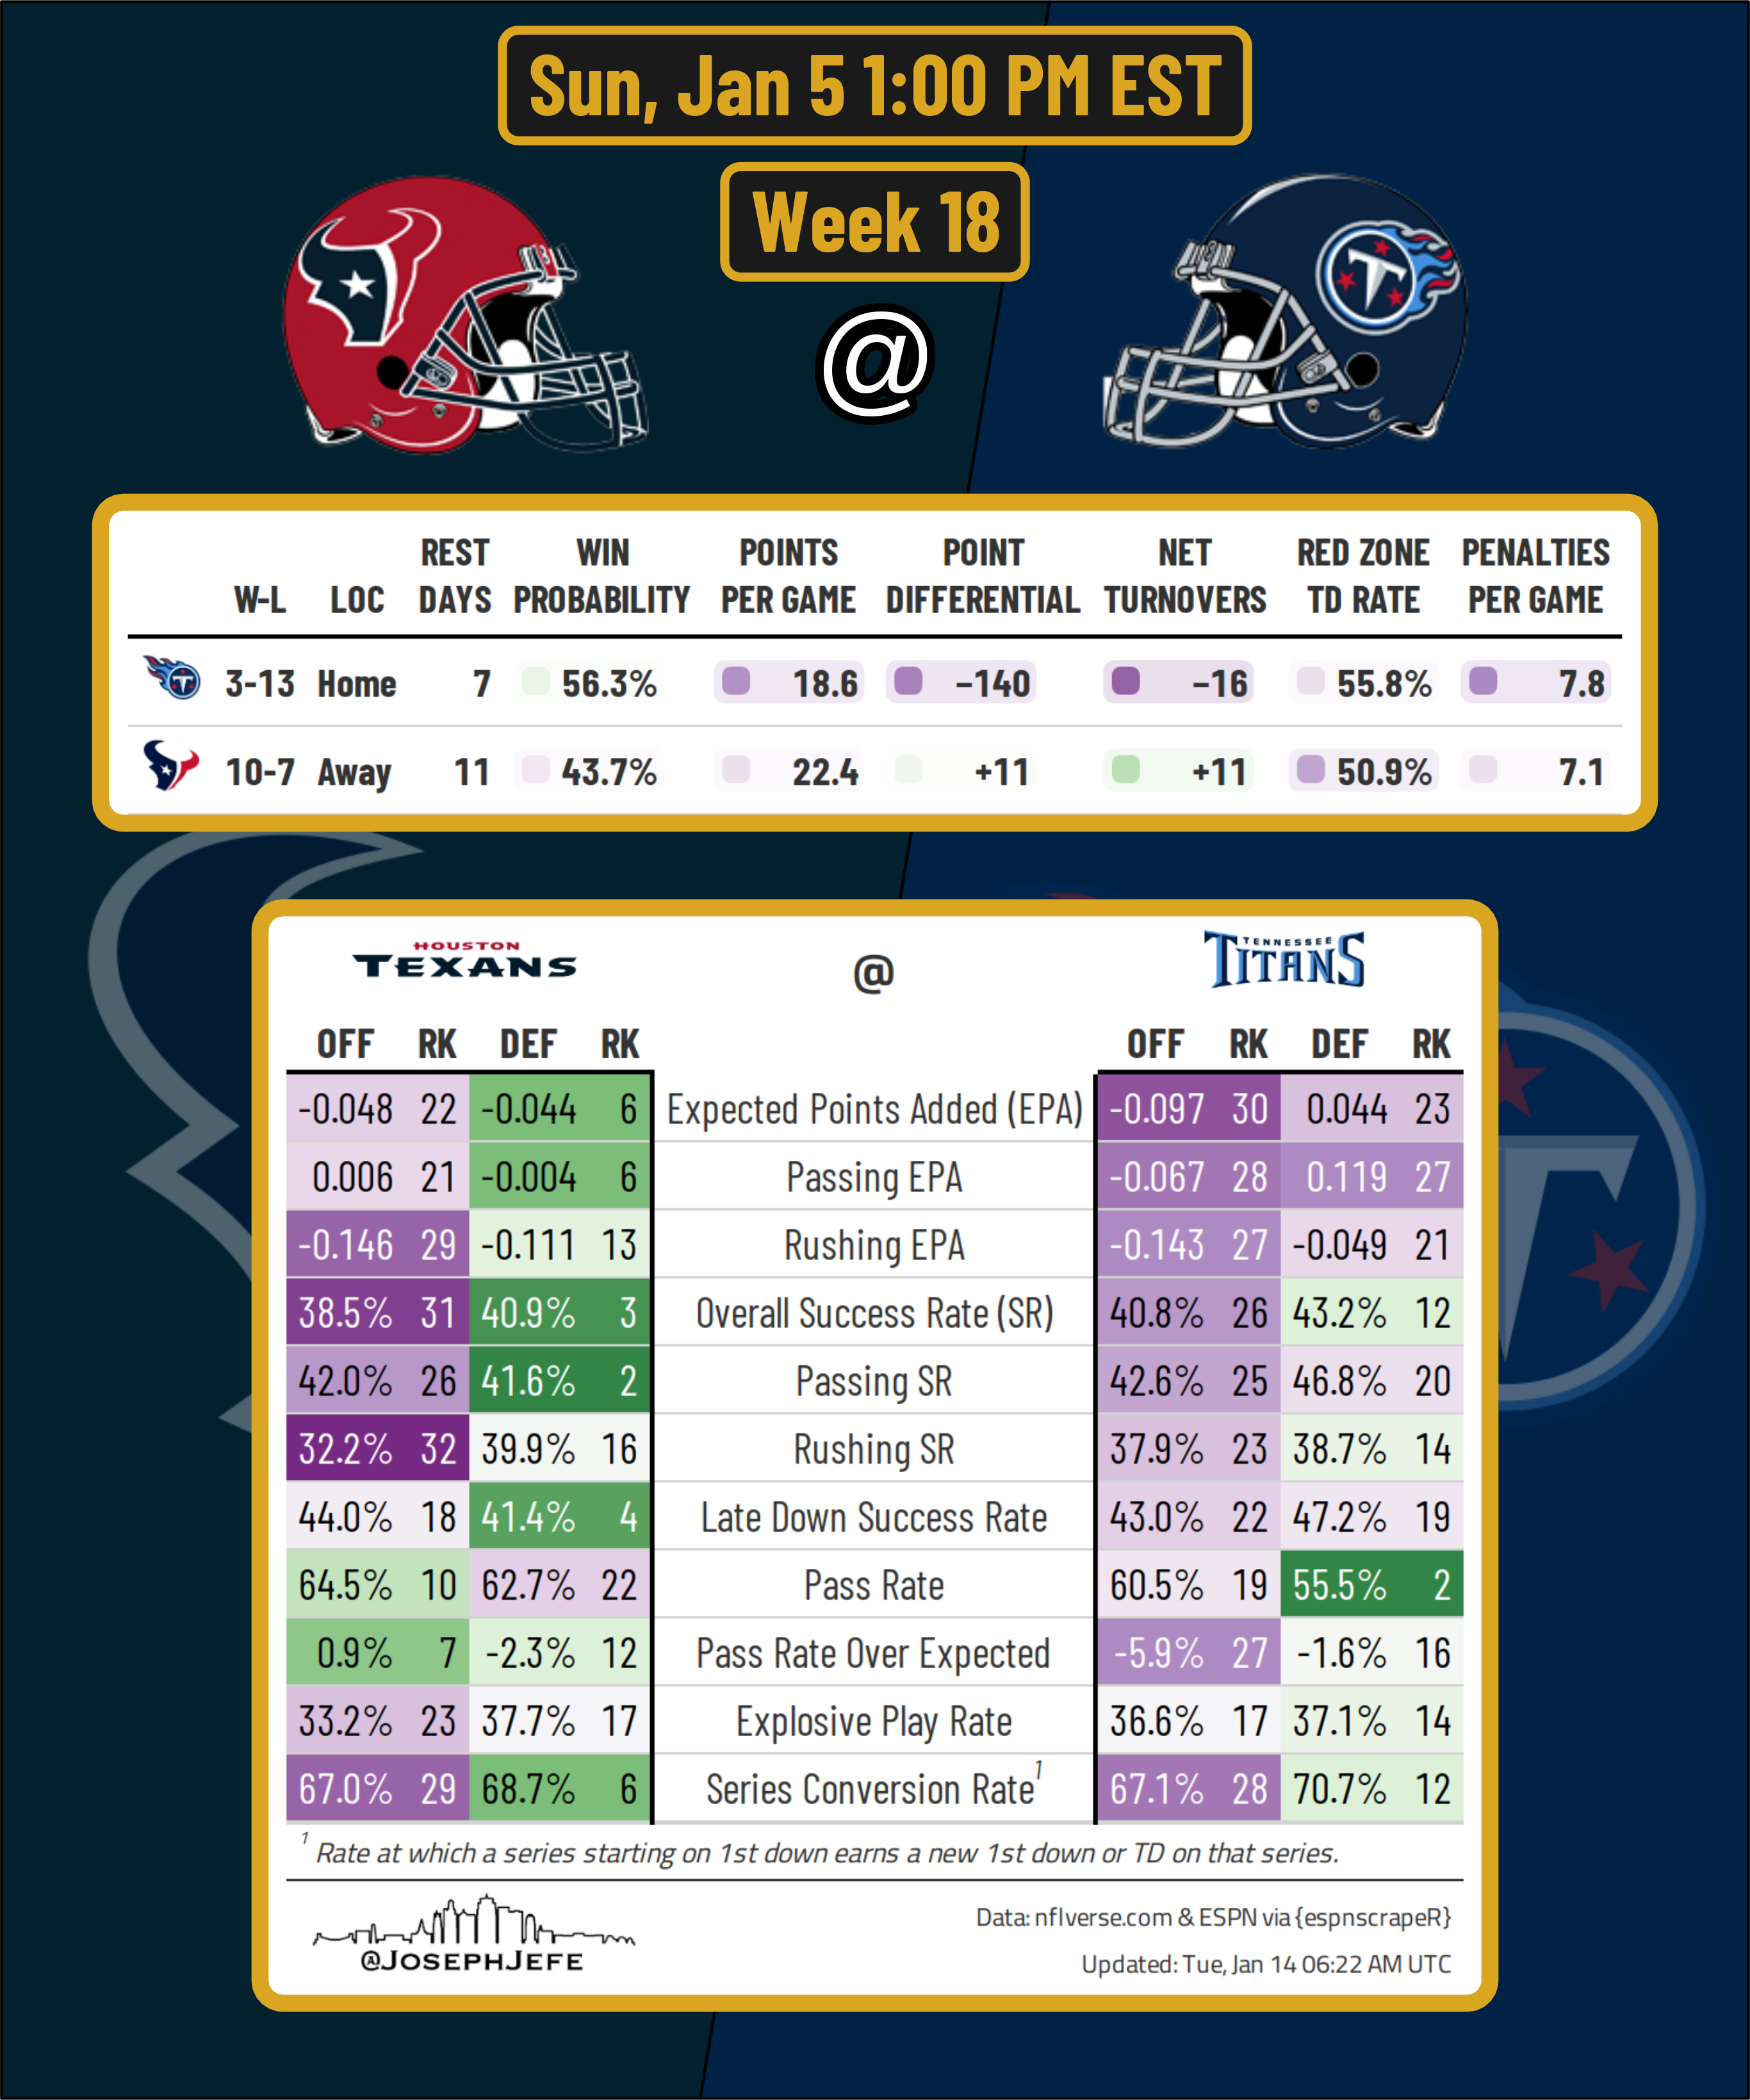 Sun, Jan 5 1:00 PM EST
Week 18
@
W-L LOC REST DAYS WIN PROBABILITY POINTS PER GAME POINT DIFFERENTIAL NET TURNOVERS RED ZONE TD RATE PENALTIES PER GAME
3-13 Home 7 56.3% 18.6 −140 −16 55.8% 7.8
10-7 Away 11 43.7% 22.4 +11 +11 50.9% 7.1
HOUSTON TEXANS @ TENNESSEE TITANS
OFF RK DEF RK OFF RK DEF RK
-0.048 22 -0.044 6 Expected Points Added (EPA) -0.097 30 0.044 23
0.006 21 -0.004 6 Passing EPA -0.067 28 0.119 27
-0.146 29 -0.111 13 Rushing EPA -0.143 27 -0.049 21
38.5% 31 40.9% 3 Overall Success Rate (SR) 40.8% 26 43.2% 12
42.0% 26 41.6% 2 Passing SR 42.6% 25 46.8% 20
32.2% 32 39.9% 16 Rushing SR 37.9% 23 38.7% 14
44.0% 18 41.4% 4 Late Down Success Rate 43.0% 22 47.2% 19
64.5% 10 62.7% 22 Pass Rate 60.5% 19 55.5% 2
0.9% 7 -2.3% 12 Pass Rate Over Expected -5.9% 27 -1.6% 16
33.2% 23 37.7% 17 Explosive Play Rate 36.6% 17 37.1% 14
67.0% 29 68.7% 6 Series Conversion Rate¹ 67.1% 28 70.7% 12
¹ Rate at which a series starting on 1st down earns a new 1st down or TD on that series.
@JOSEPHJEFE
Data: nflverse.com & ESPN via {espnscrapeR}
Updated: Tue, Jan 14 06:22 AM UTC